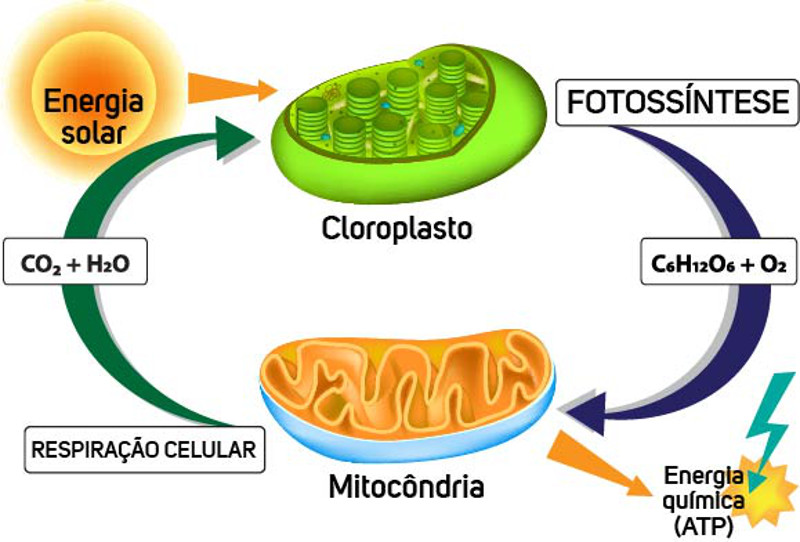 Energia
solar
FOTOSSÍNTESE
Cloroplasto
CO₂ + H₂O
C₆H₁₂O₆ + O₂
RESPIRAÇÃO CELULAR
Mitocôndria
Energia
química
(ATP)